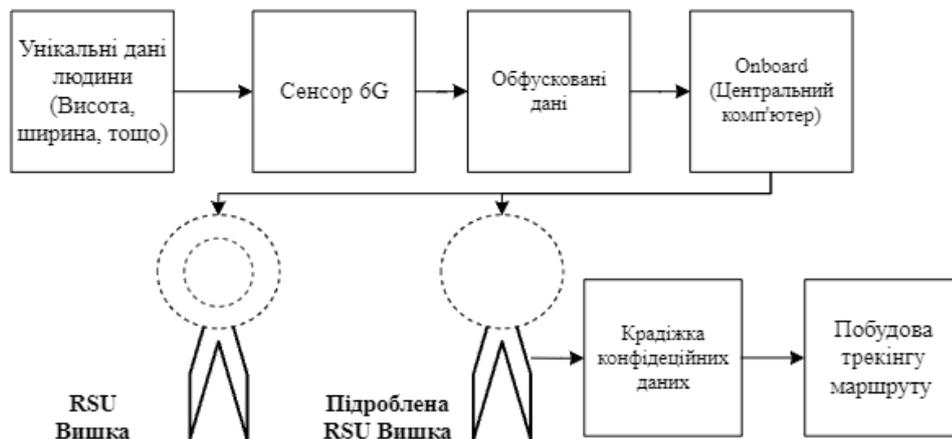 Унікальні дані
людини
(Висота,
ширина, тощо)
Сенсор 6G
Обфусковані
дані
Onboard
(Центральний
комп'ютер)
RSU
Вишка
Підроблена
RSU Вишка
Крадіжка
конфідеційних
даних
Побудова
трекінгу
маршруту